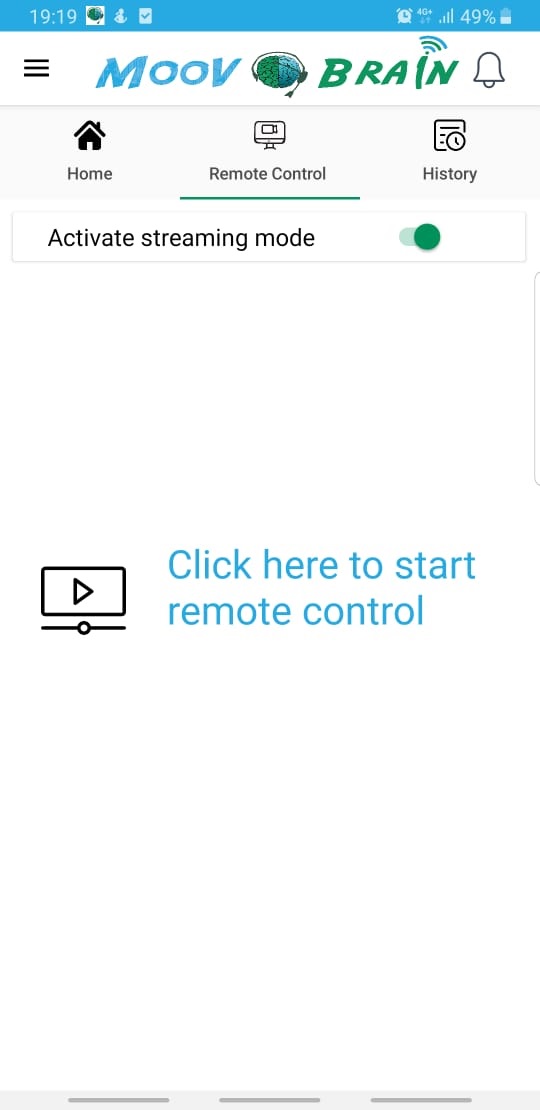 19:19 4G+ 49%
MOOV BRAIN
Home Remote Control History
Activate streaming mode
Click here to start
remote control